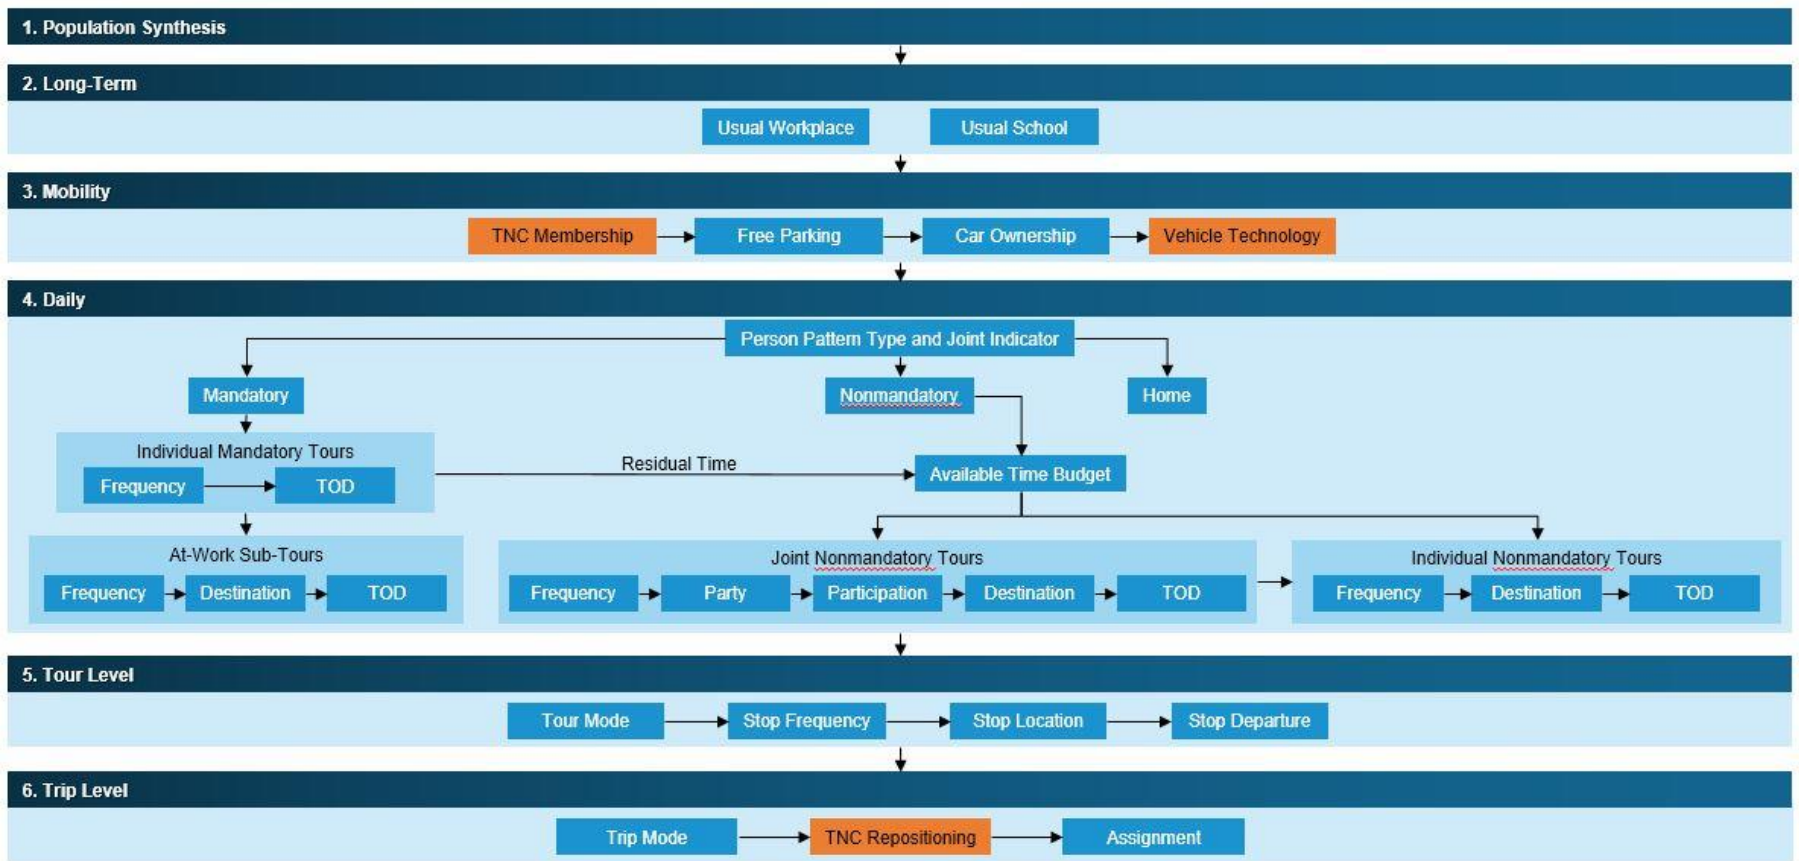 1. Population Synthesis
2. Long-Term
Usual Workplace
Usual School
3. Mobility
TNC Membership
Free Parking
Car Ownership
Vehicle Technology
4. Daily
Person Pattern Type and Joint Indicator
Mandatory
Nonmandatory
Home
Individual Mandatory Tours
Frequency
TOD
Residual Time
Available Time Budget
At-Work Sub-Tours
Frequency
Destination
TOD
Joint Nonmandatory Tours
Frequency
Party
Participation
Destination
TOD
Individual Nonmandatory Tours
Frequency
Destination
TOD
5. Tour Level
Tour Mode
Stop Frequency
Stop Location
Stop Departure
6. Trip Level
Trip Mode
TNC Repositioning
Assignment